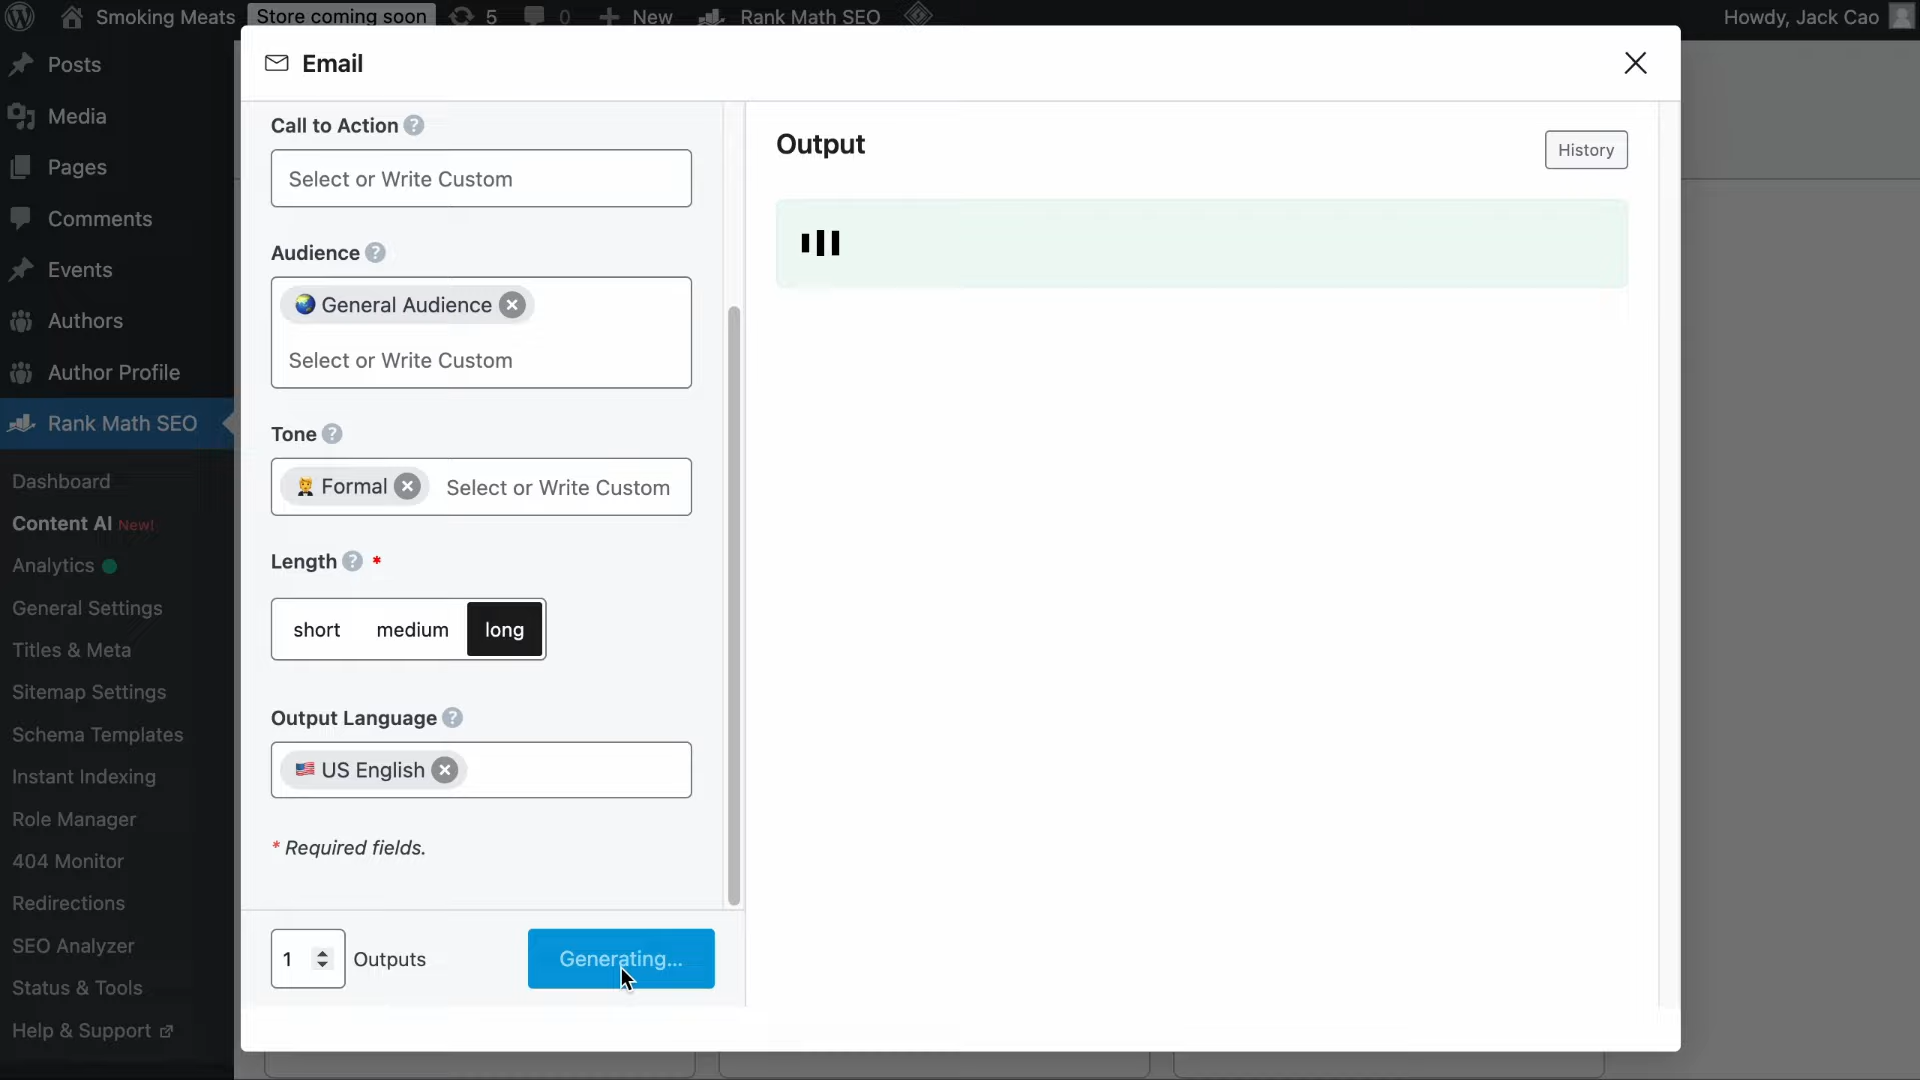 Smoking Meats Store coming soon 5 0 New Rank Math SEO Howdy, Jack Cao
Posts
Media
Pages
Comments
Events
Authors
Author Profile
Rank Math SEO
Dashboard
Content AI New!
Analytics
General Settings
Titles & Meta
Sitemap Settings
Schema Templates
Instant Indexing
Role Manager
404 Monitor
Redirections
SEO Analyzer
Status & Tools
Help & Support
Email
Call to Action ?
Select or Write Custom
Audience ?
General Audience
Select or Write Custom
Tone ?
Formal Select or Write Custom
Length ? *
short medium long
Output Language ?
US English
* Required fields.
1 Outputs Generating...
Output History